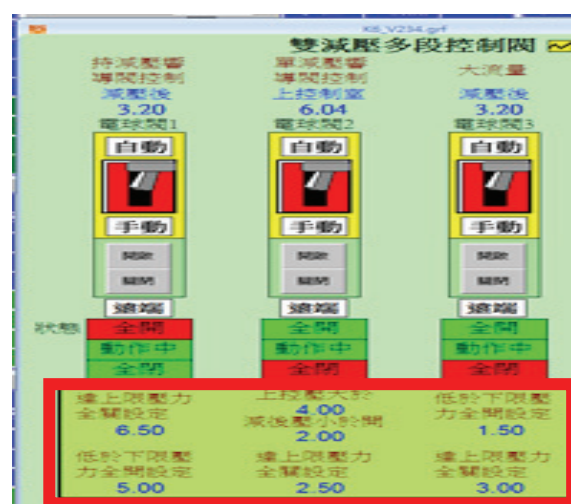 K6_V234.grf
雙減壓多段控制閥
持減壓響 單減壓響 大流量
導閥控制 導閥控制
減壓後 上控制室 減壓後
3.20 6.04 3.20
電球閥1 電球閥2 電球閥3
自動 自動 自動
手動 手動 手動
開啟 開啟 開啟
關閉 關閉 關閉
遠端 遠端 遠端
狀態 全開 全開 全開
動作中 動作中 動作中
全閉 全閉 全閉
達上限壓力
全關設定
6.50
低於下限壓
力全開設定
5.00
上控壓大於
4.00
減後壓小於開
2.00
達上限壓力
全關設定
2.50
低於下限壓
力全開設定
1.50
達上限壓力
全關設定
3.00